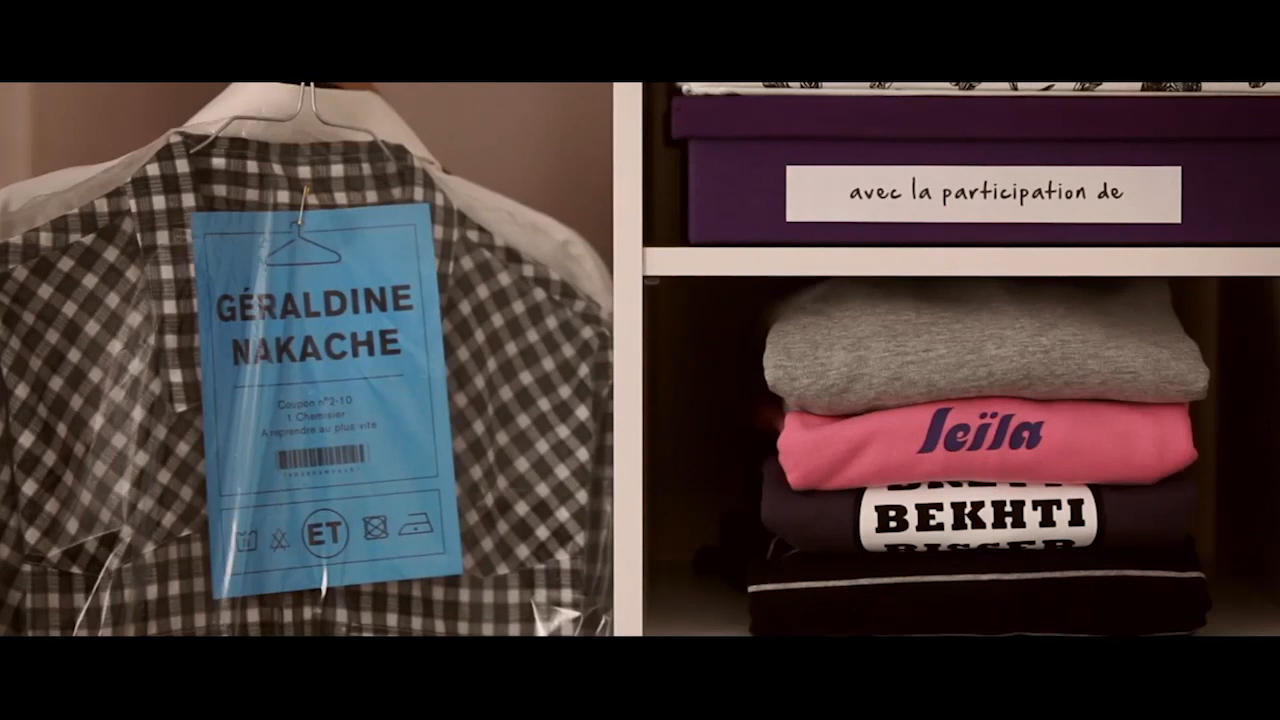 GÉRALDINE
NAKACHE
Coupon n°2-10
1 Chemisier
A reprendre au plus vite
ET
avec la participation de
leïla
BEKHTI